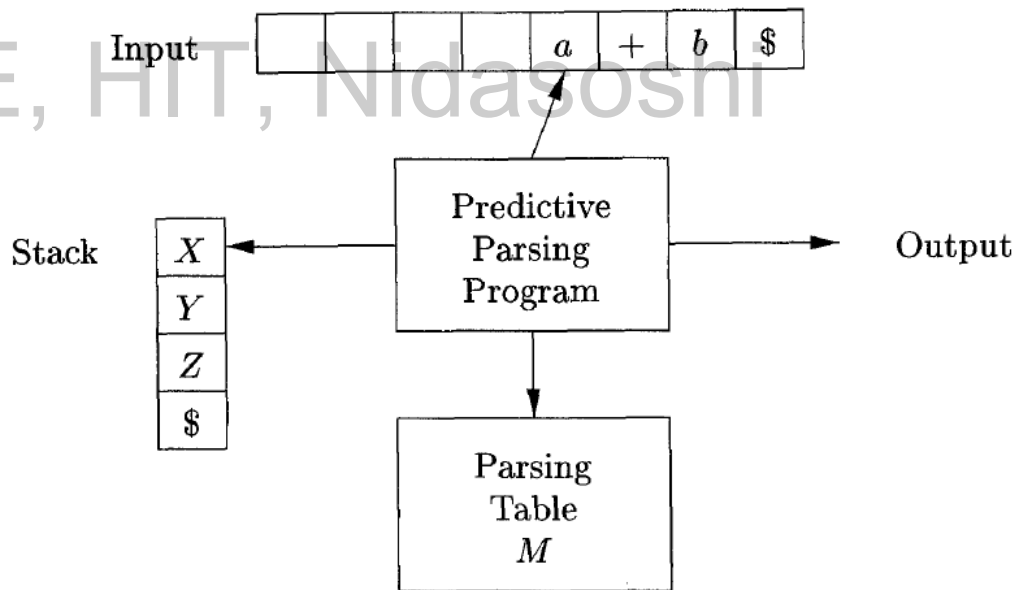 Input a + b $
E, HIT, Nidasoshi
Predictive
Parsing
Program
Stack
X
Y
Z
$
Output
Parsing
Table
M